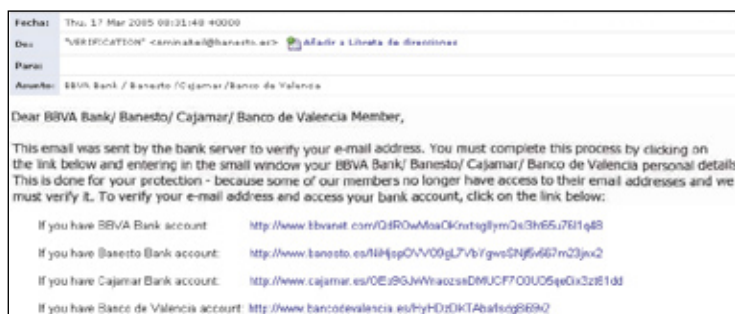 Fecha: Thu, 17 Mar 2005 08:31:48 +0000
De: "VERIFICATION" Añadir a Libreta de direcciones
Para:
Asunto: BBVA Bank / Banesto /Cajamar /Banco de Valencia
Dear BBVA Bank/ Banesto/ Cajamar/ Banco de Valencia Member,
This email was sent by the bank server to verify your e-mail address. You must complete this process by clicking on
the link below and entering in the small window your BBVA Bank/ Banesto/ Cajamar/ Banco de Valencia personal details
This is done for your protection - because some of our members no longer have access to their email addresses and we
must verify it. To verify your e-mail address and access your bank account, click on the link below:
If you have BBVA Bank account:
If you have Banesto Bank account:
If you have Cajamar Bank account:
If you have Banco de Valencia account: